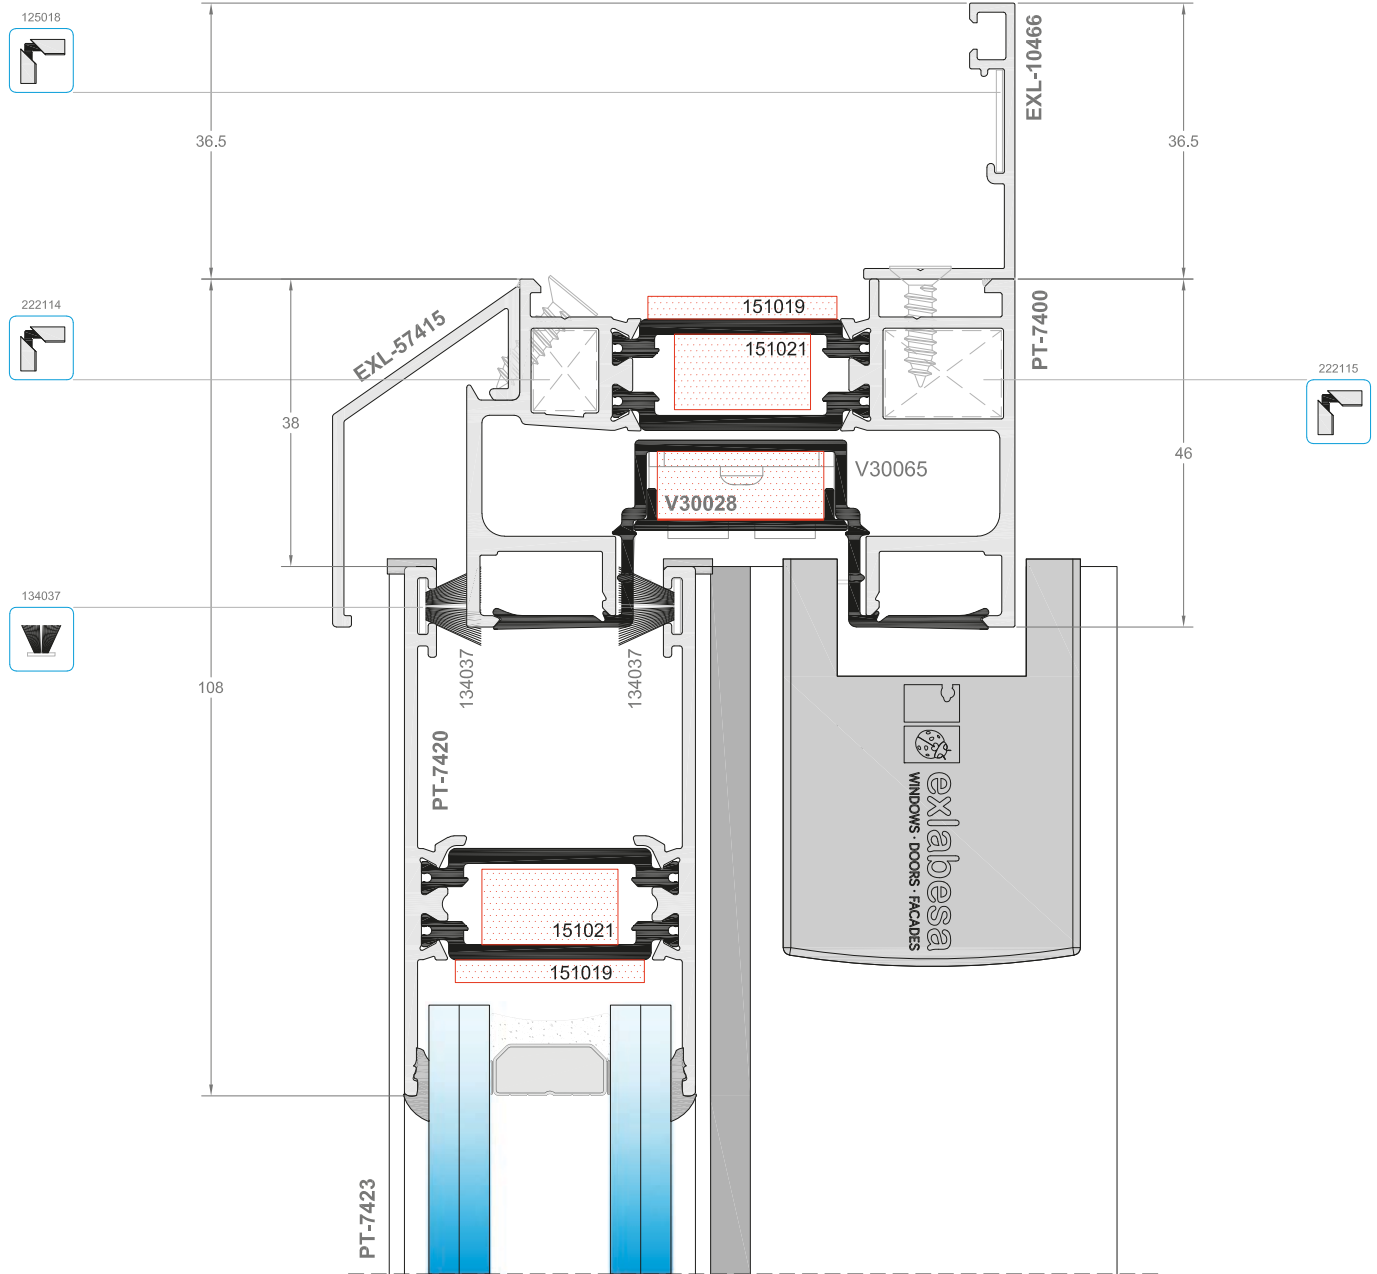 125018
EXL-10466
36.5
36.5
222114
EXL-57415
151019
PT-7400
151021
222115
38
46
V30065
V30028
134037
134037
134037
108
PT-7420
exlabesa
WINDOWS · DOORS · FACADES
151021
151019
PT-7423